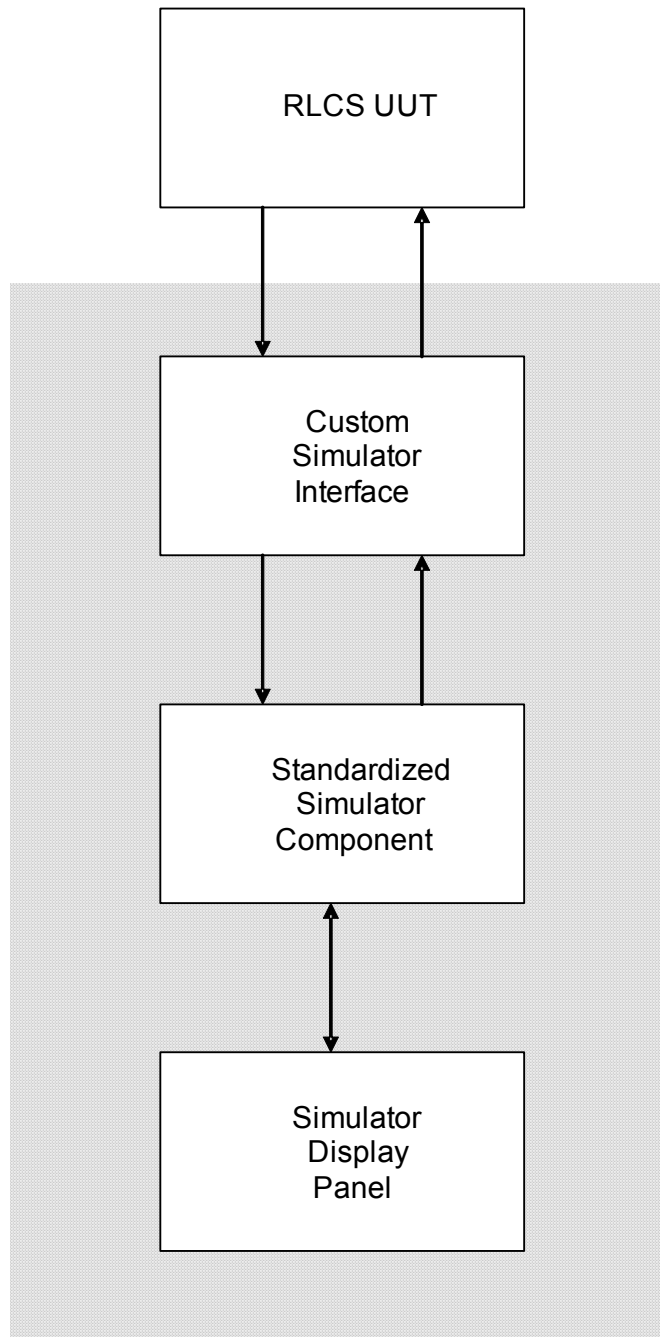 RLCS UUT
Custom
Simulator
Interface
Standardized
Simulator
Component
Simulator
Display
Panel